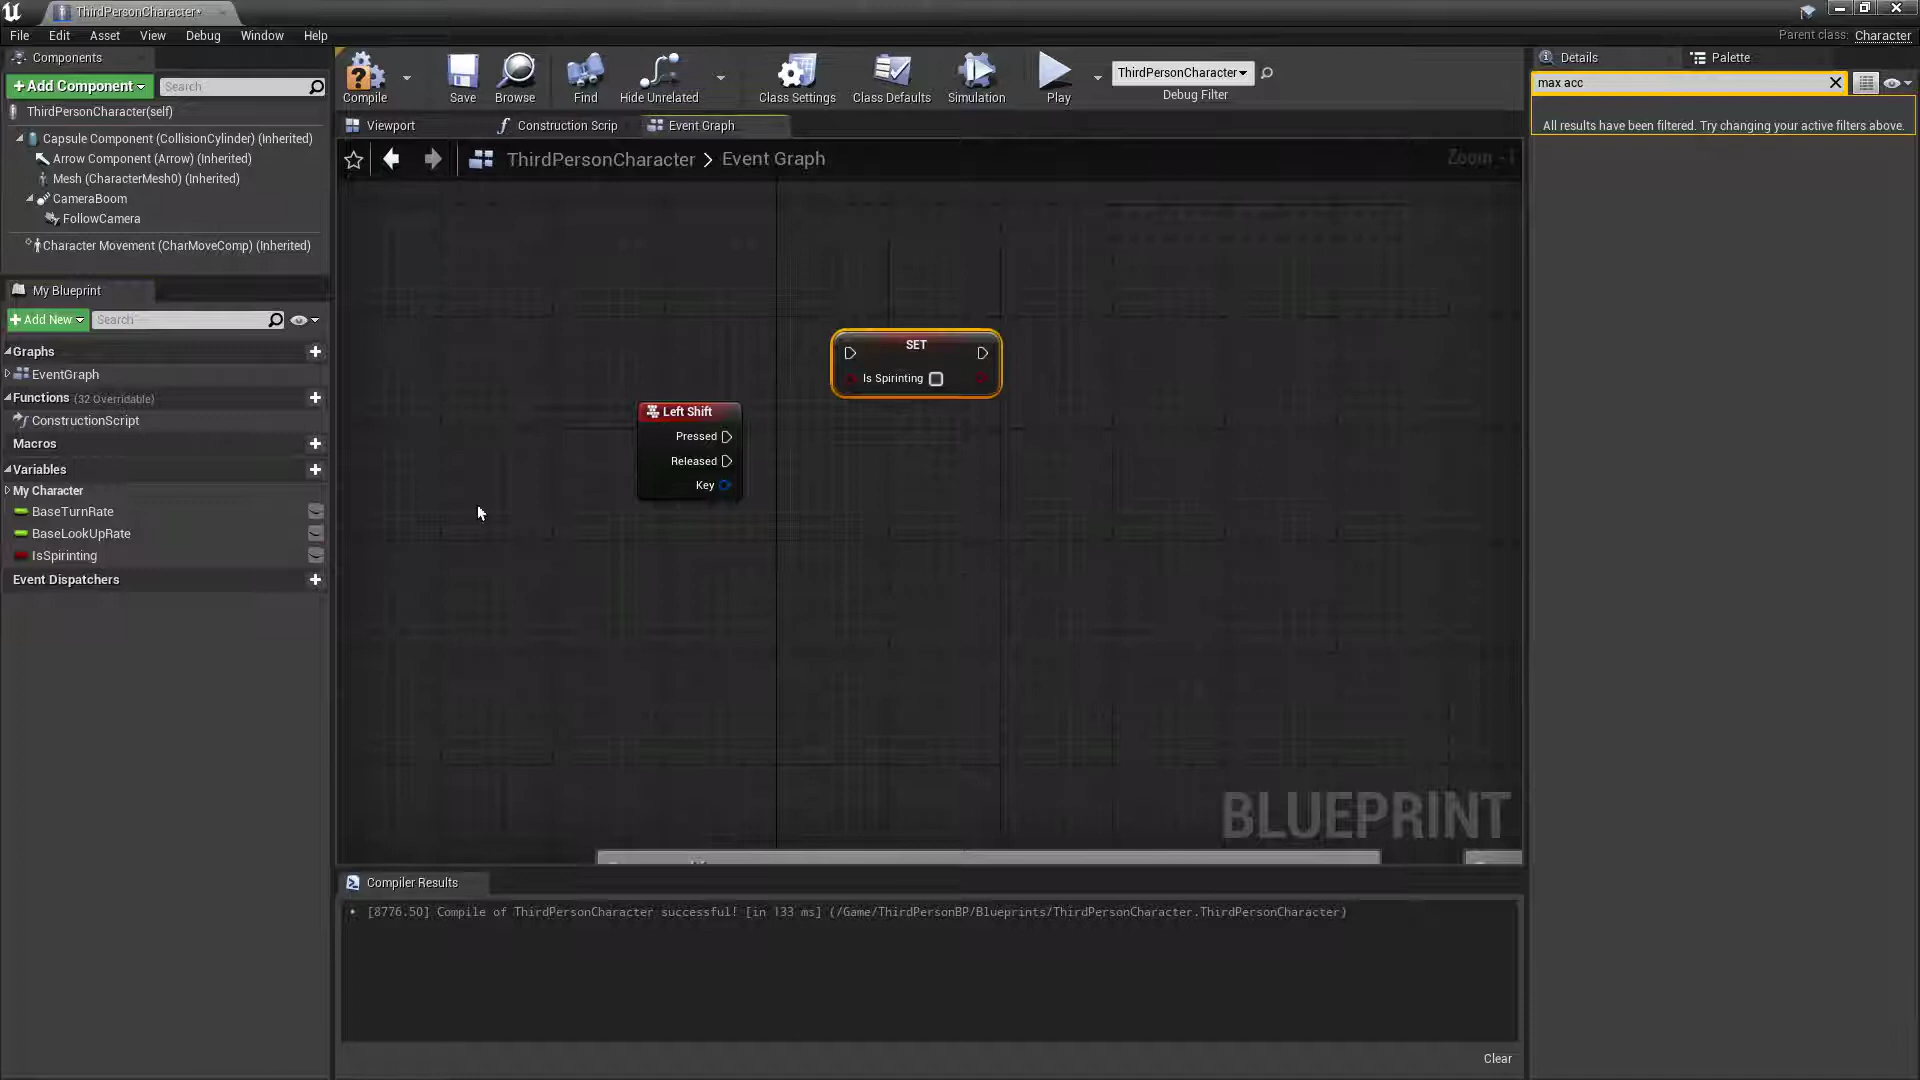 ThirdPersonCharacter*
File Edit Asset View Debug Window Help
Parent class: Character
Components
Add Component
Search
ThirdPersonCharacter(self)
Capsule Component (CollisionCylinder) (Inherited)
Arrow Component (Arrow) (Inherited)
Mesh (CharacterMesh0) (Inherited)
CameraBoom
FollowCamera
Character Movement (CharMoveComp) (Inherited)
My Blueprint
Add New
Search
Graphs
EventGraph
Functions (32 Overridable)
ConstructionScript
Macros
Variables
My Character
BaseTurnRate
BaseLookUpRate
IsSpirinting
Event Dispatchers
Compile
Save
Browse
Find
Hide Unrelated
Class Settings
Class Defaults
Simulation
Play
ThirdPersonCharacter
Debug Filter
Viewport
Construction Scrip
Event Graph
ThirdPersonCharacter > Event Graph
Zoom -1
SET
Is Spirinting
Left Shift
Pressed
Released
Key
BLUEPRINT
Compiler Results
[8776.50] Compile of ThirdPersonCharacter successful! [in 133 ms] (/Game/ThirdPersonBP/Blueprints/ThirdPersonCharacter.ThirdPersonCharacter)
Clear
Details
Palette
max acc
All results have been filtered. Try changing your active filters above.